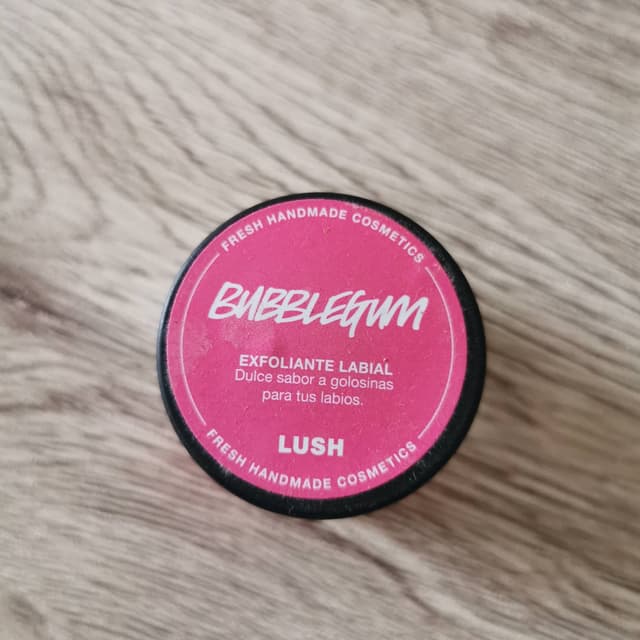 FRESH HANDMADE COSMETICS
BUBBLEGUM
EXFOLIANTE LABIAL
Dulce sabor a golosinas
para tus labios.
LUSH
FRESH HANDMADE COSMETICS